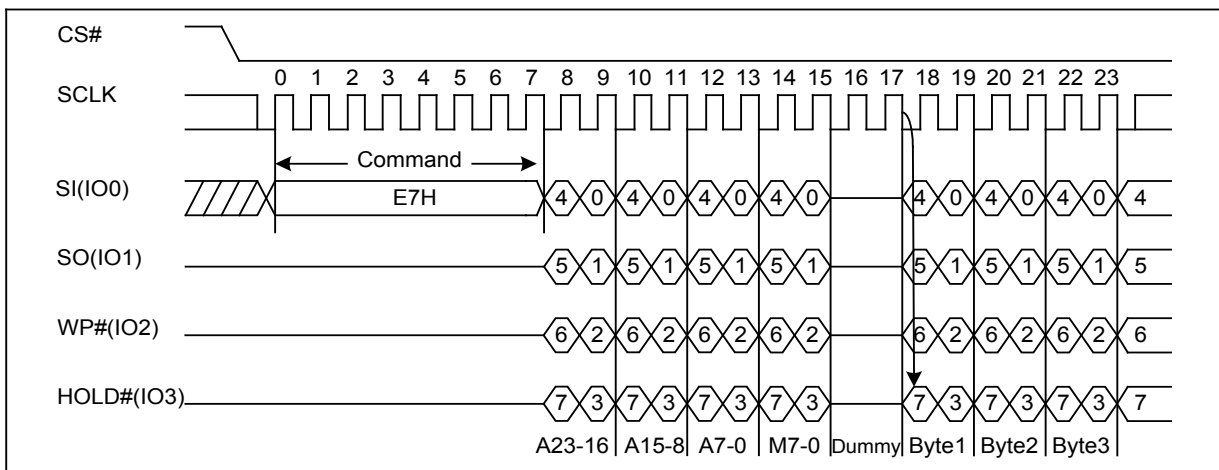 CS#
0 1 2 3 4 5 6 7 8 9 10 11 12 13 14 15 16 17 18 19 20 21 22 23
SCLK
Command
SI(IO0) E7H 4 0 4 0 4 0 4 0 4 0 4 0 4 0 4
SO(IO1) 5 1 5 1 5 1 5 1 5 1 5 1 5 1 5
WP#(IO2) 6 2 6 2 6 2 6 2 6 2 6 2 6 2 6
HOLD#(IO3) 7 3 7 3 7 3 7 3 7 3 7 3 7 3 7
A23-16 A15-8 A7-0 M7-0 Dummy Byte1 Byte2 Byte3